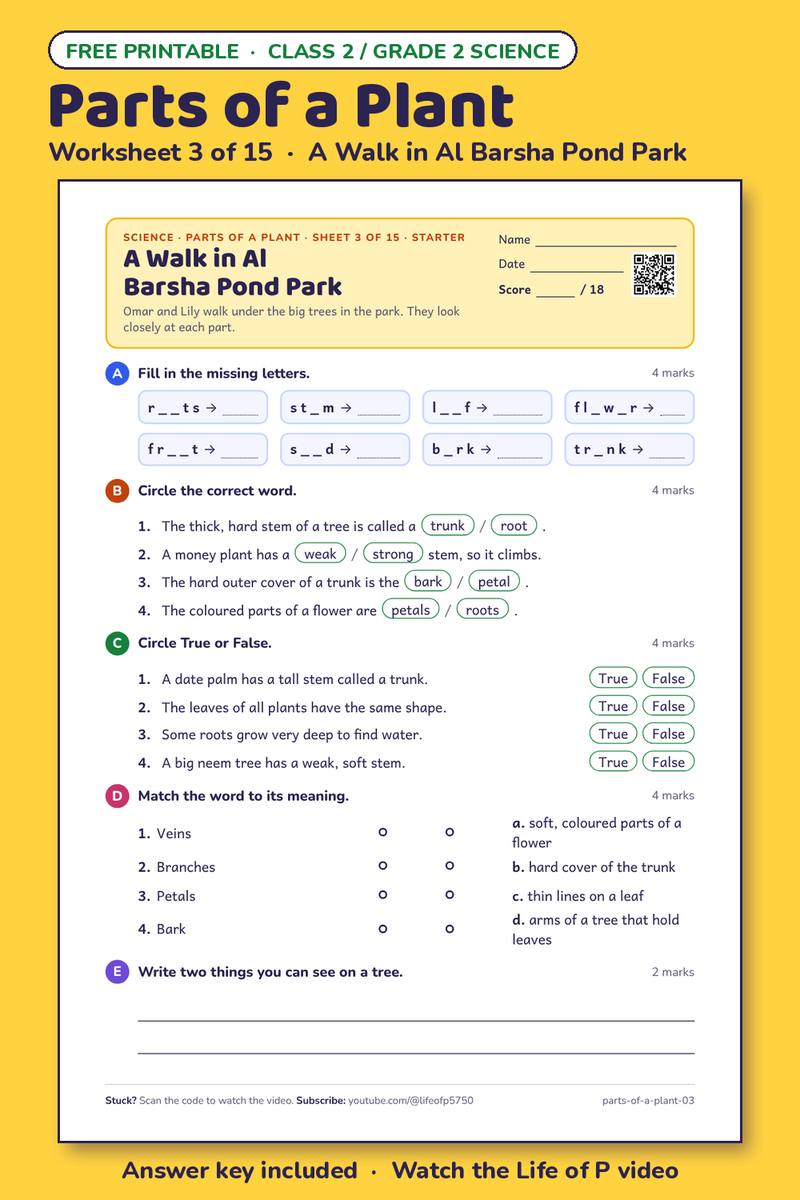 FREE PRINTABLE · CLASS 2 / GRADE 2 SCIENCE
Parts of a Plant
Worksheet 3 of 15 · A Walk in Al Barsha Pond Park
SCIENCE · PARTS OF A PLANT · SHEET 3 OF 15 · STARTER
A Walk in Al
Barsha Pond Park
Omar and Lily walk under the big trees in the park. They look
closely at each part.
Name
Date
Score ______ / 18
A Fill in the missing letters. 4 marks
r _ _ t s → st _ m → l _ _ f → fl _ w _ r →
fr _ _ t → s _ _ d → b _ rk → tr _ nk →
B Circle the correct word. 4 marks
1. The thick, hard stem of a tree is called a trunk / root .
2. A money plant has a weak / strong stem, so it climbs.
3. The hard outer cover of a trunk is the bark / petal .
4. The coloured parts of a flower are petals / roots .
C Circle True or False. 4 marks
1. A date palm has a tall stem called a trunk. True False
2. The leaves of all plants have the same shape. True False
3. Some roots grow very deep to find water. True False
4. A big neem tree has a weak, soft stem. True False
D Match the word to its meaning. 4 marks
1. Veins a. soft, coloured parts of a
flower
2. Branches b. hard cover of the trunk
3. Petals c. thin lines on a leaf
4. Bark d. arms of a tree that hold
leaves
E Write two things you can see on a tree. 2 marks
Stuck? Scan the code to watch the video. Subscribe: youtube.com/@lifeofp5750 parts-of-a-plant-03
Answer key included · Watch the Life of P video